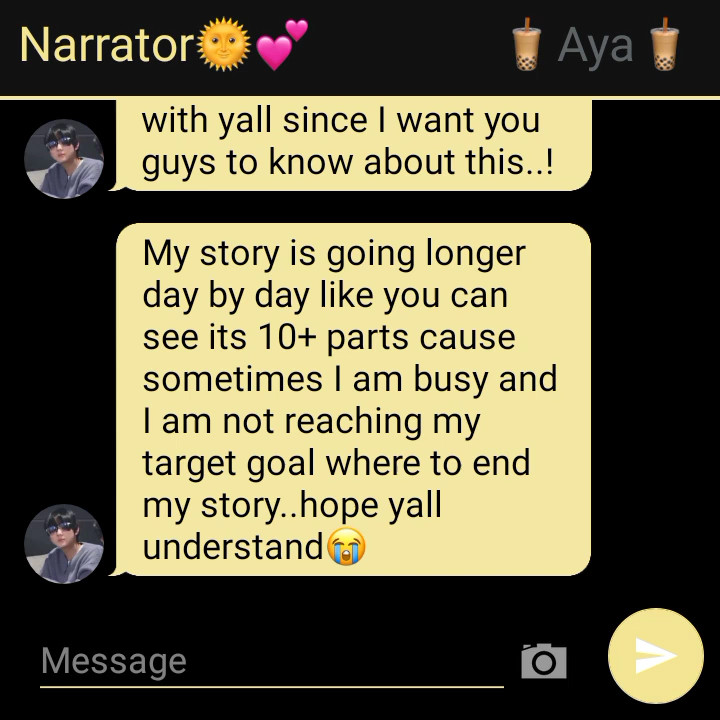 Narrator🌞💕 🧋 Aya 🧋
with yall since I want you
guys to know about this..!
My story is going longer
day by day like you can
see its 10+ parts cause
sometimes I am busy and
I am not reaching my
target goal where to end
my story..hope yall
understand😭
Message